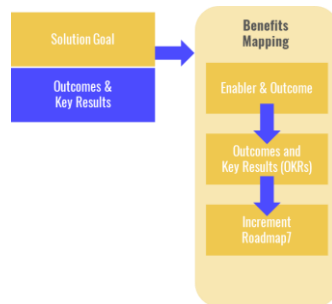 Solution Goal
Outcomes &
Key Results
Benefits
Mapping
Enabler & Outcome
Outcomes and
Key Results (OKRs)
Increment
Roadmap7